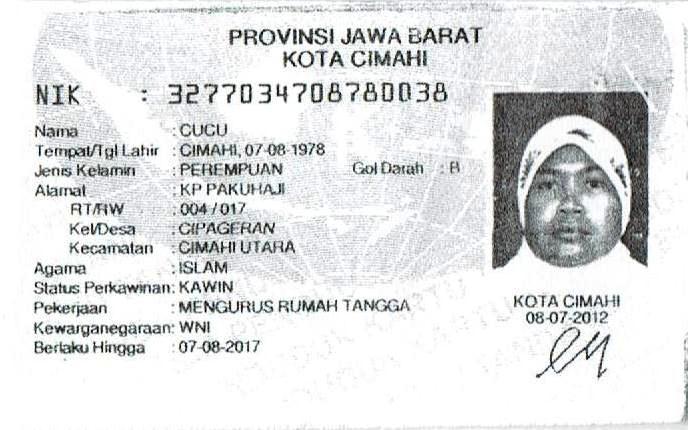 PROVINSI JAWA BARAT
KOTA CIMAHI
NIK : 3277034708780038
Nama : CUCU
Tempat/Tgl Lahir : CIMAHI, 07-08-1978
Jenis Kelamin : PEREMPUAN Gol Darah : B
Alamat : KP PAKUHAJI
RT/RW : 004 / 017
Kel/Desa : CIPAGERAN
Kecamatan : CIMAHI UTARA
Agama : ISLAM
Status Perkawinan: KAWIN
Pekerjaan : MENGURUS RUMAH TANGGA
Kewarganegaraan: WNI
Berlaku Hingga : 07-08-2017
KOTA CIMAHI
08-07-2012